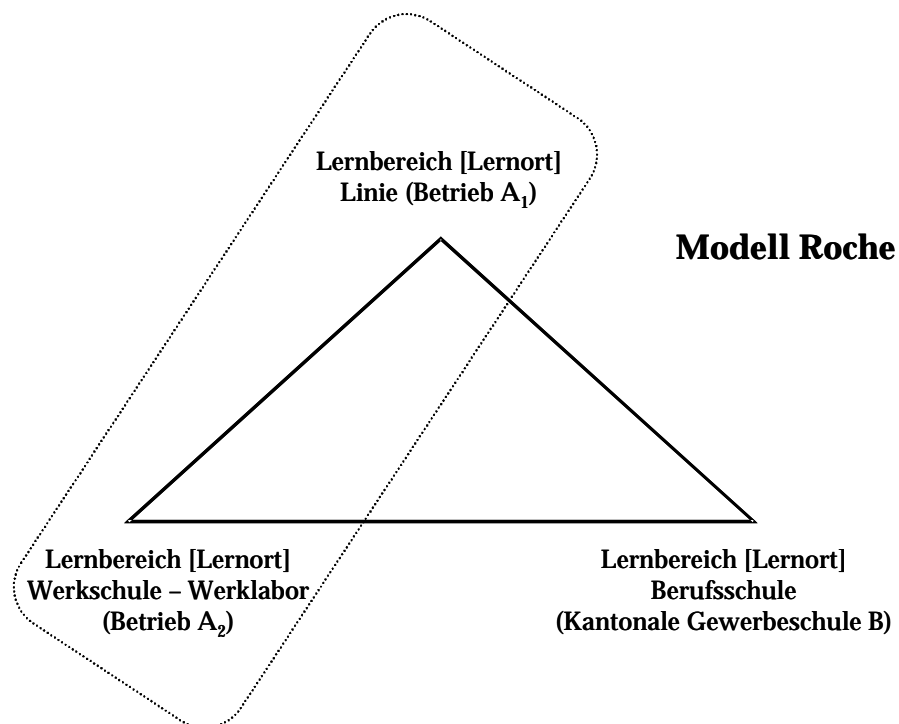 Lernbereich [Lernort]
Linie (Betrieb A₁)
Modell Roche
Lernbereich [Lernort]
Werkschule – Werklabor
(Betrieb A₂)
Lernbereich [Lernort]
Berufsschule
(Kantonale Gewerbeschule B)